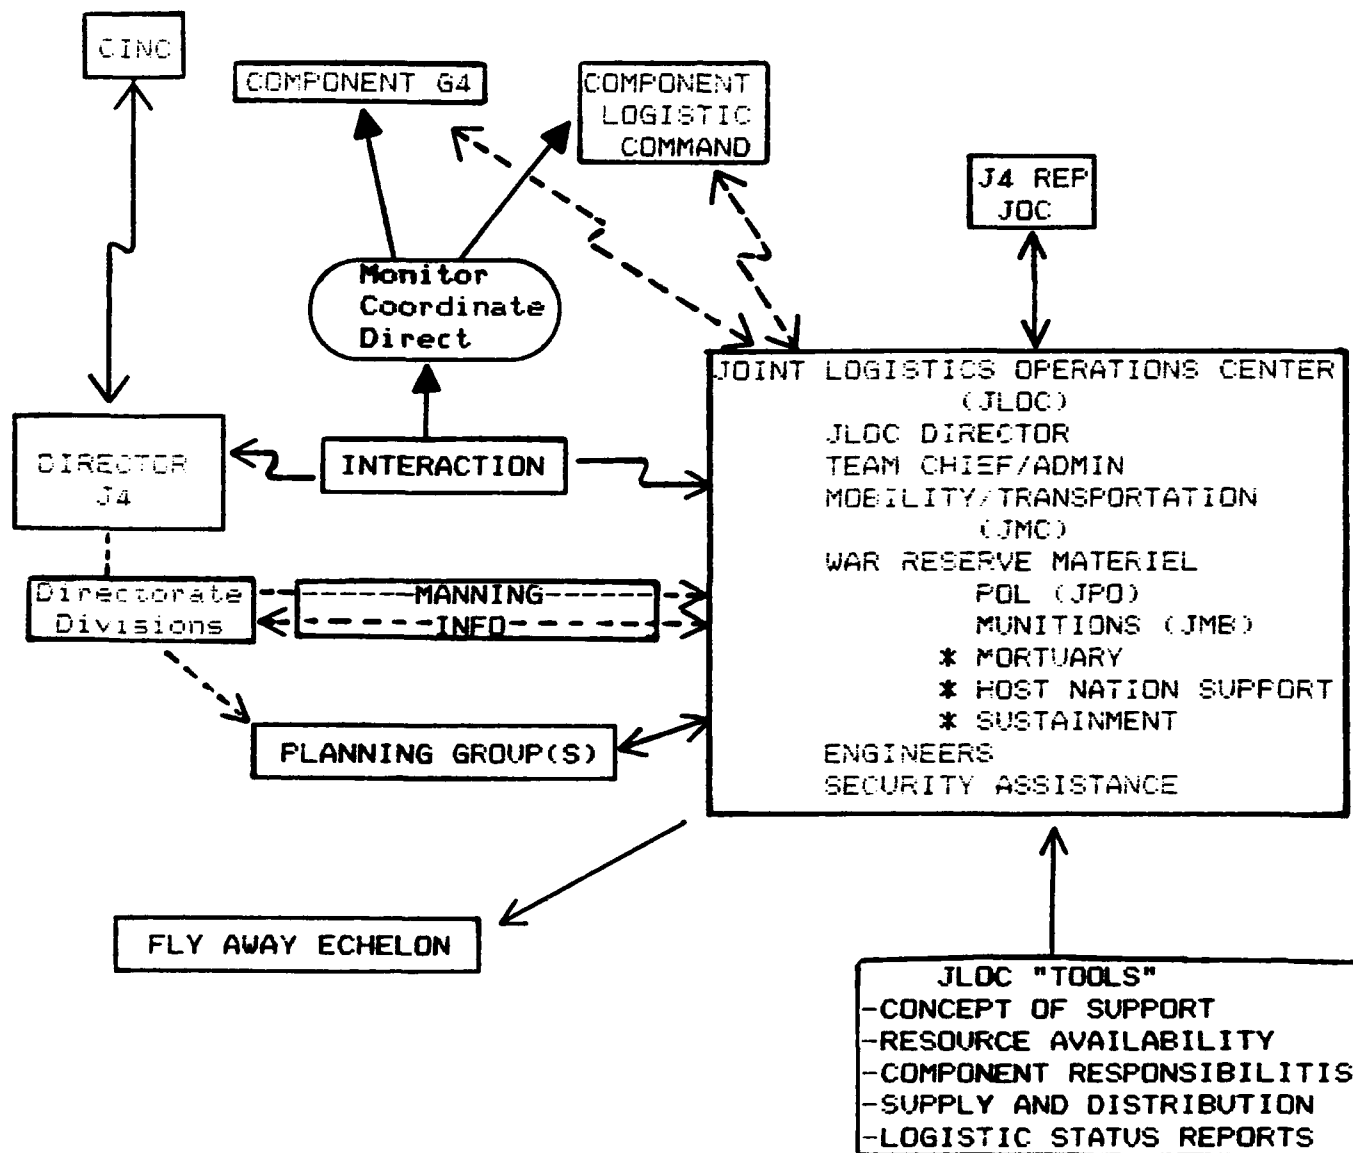 CINC
COMPONENT G4
COMPONENT
LOGISTIC
COMMAND
J4 REP
JOC
Monitor
Coordinate
Direct
JOINT LOGISTICS OPERATIONS CENTER
(JLOC)
JLOC DIRECTOR
TEAM CHIEF/ADMIN
MOBILITY/TRANSPORTATION
(JMC)
WAR RESERVE MATERIEL
POL (JPO)
MUNITIONS (JMB)
* MORTUARY
* HOST NATION SUPPORT
* SUSTAINMENT
ENGINEERS
SECURITY ASSISTANCE
DIRECTOR
J4
INTERACTION
Directorate
Divisions
MANNING
INFO
PLANNING GROUP(S)
FLY AWAY ECHELON
JLOC "TOOLS"
-CONCEPT OF SUPPORT
-RESOURCE AVAILABILITY
-COMPONENT RESPONSIBILITIS
-SUPPLY AND DISTRIBUTION
-LOGISTIC STATUS REPORTS